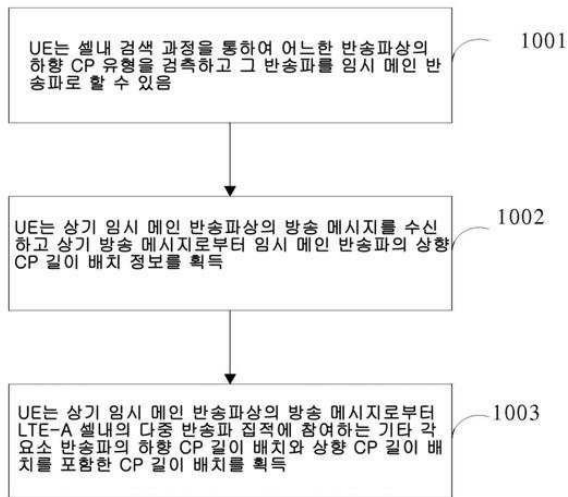 UE는 셀내 검색 과정을 통하여 어느한 반송파상의
하향 CP 유형을 검측하고 그 반송파를 임시 메인 반
송파로 할 수 있음
1001
UE는 상기 임시 메인 반송파상의 방송 메시지를 수신
하고 상기 방송 메시지로부터 임시 메인 반송파의 상향
CP 길이 배치 정보를 획득
1002
UE는 상기 임시 메인 반송파상의 방송 메시지로부터
LTE-A 셀내의 다중 반송파 집적에 참여하는 기타 각
요소 반송파의 하향 CP 길이 배치와 상향 CP 길이 배
치를 포함한 CP 길이 배치를 획득
1003